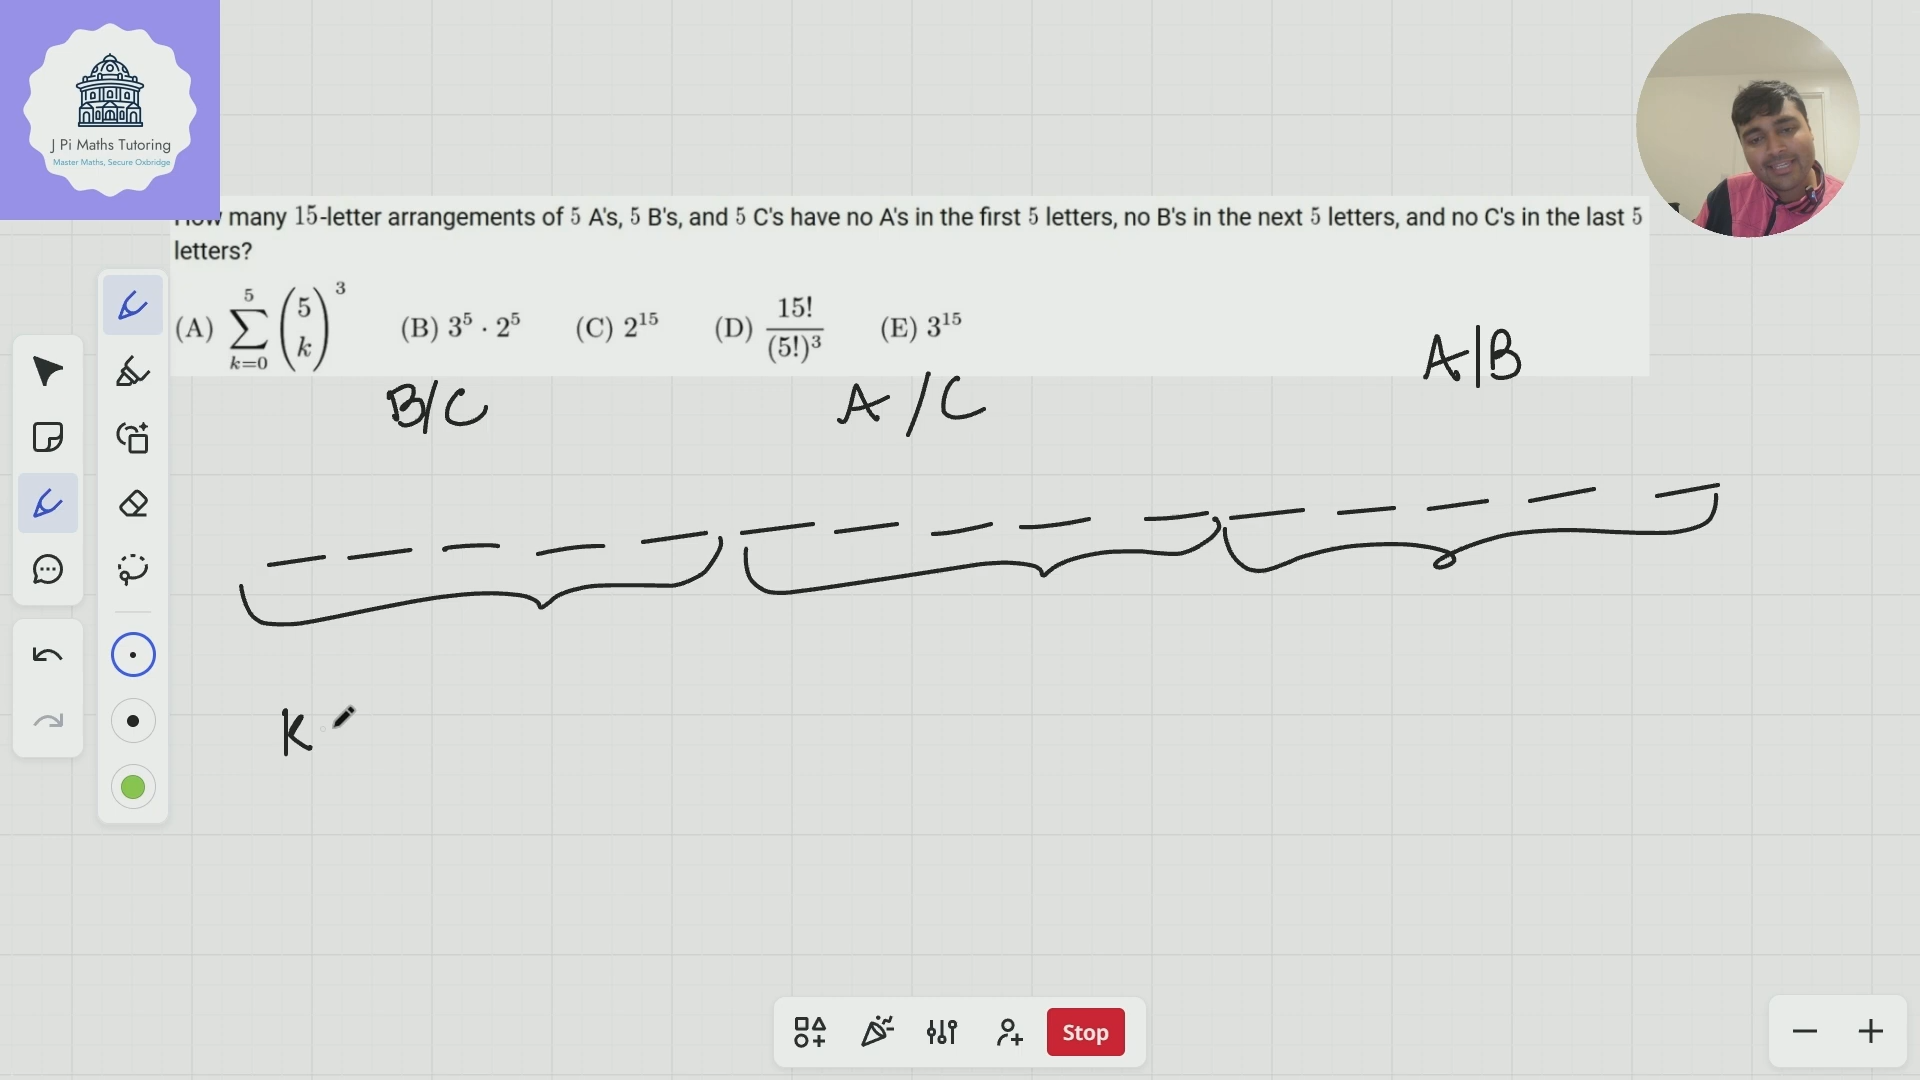 J Pi Maths Tutoring
Master Maths, Secure Oxbridge
How many 15-letter arrangements of 5 A's, 5 B's, and 5 C's have no A's in the first 5 letters, no B's in the next 5 letters, and no C's in the last 5
letters?
(A) \sum_{k=0}^{5} \binom{5}{k}^3 (B) 3^5 · 2^5 (C) 2^{15} (D) \frac{15!}{(5!)^3} (E) 3^{15}
B/C A/C A|B
K
Stop